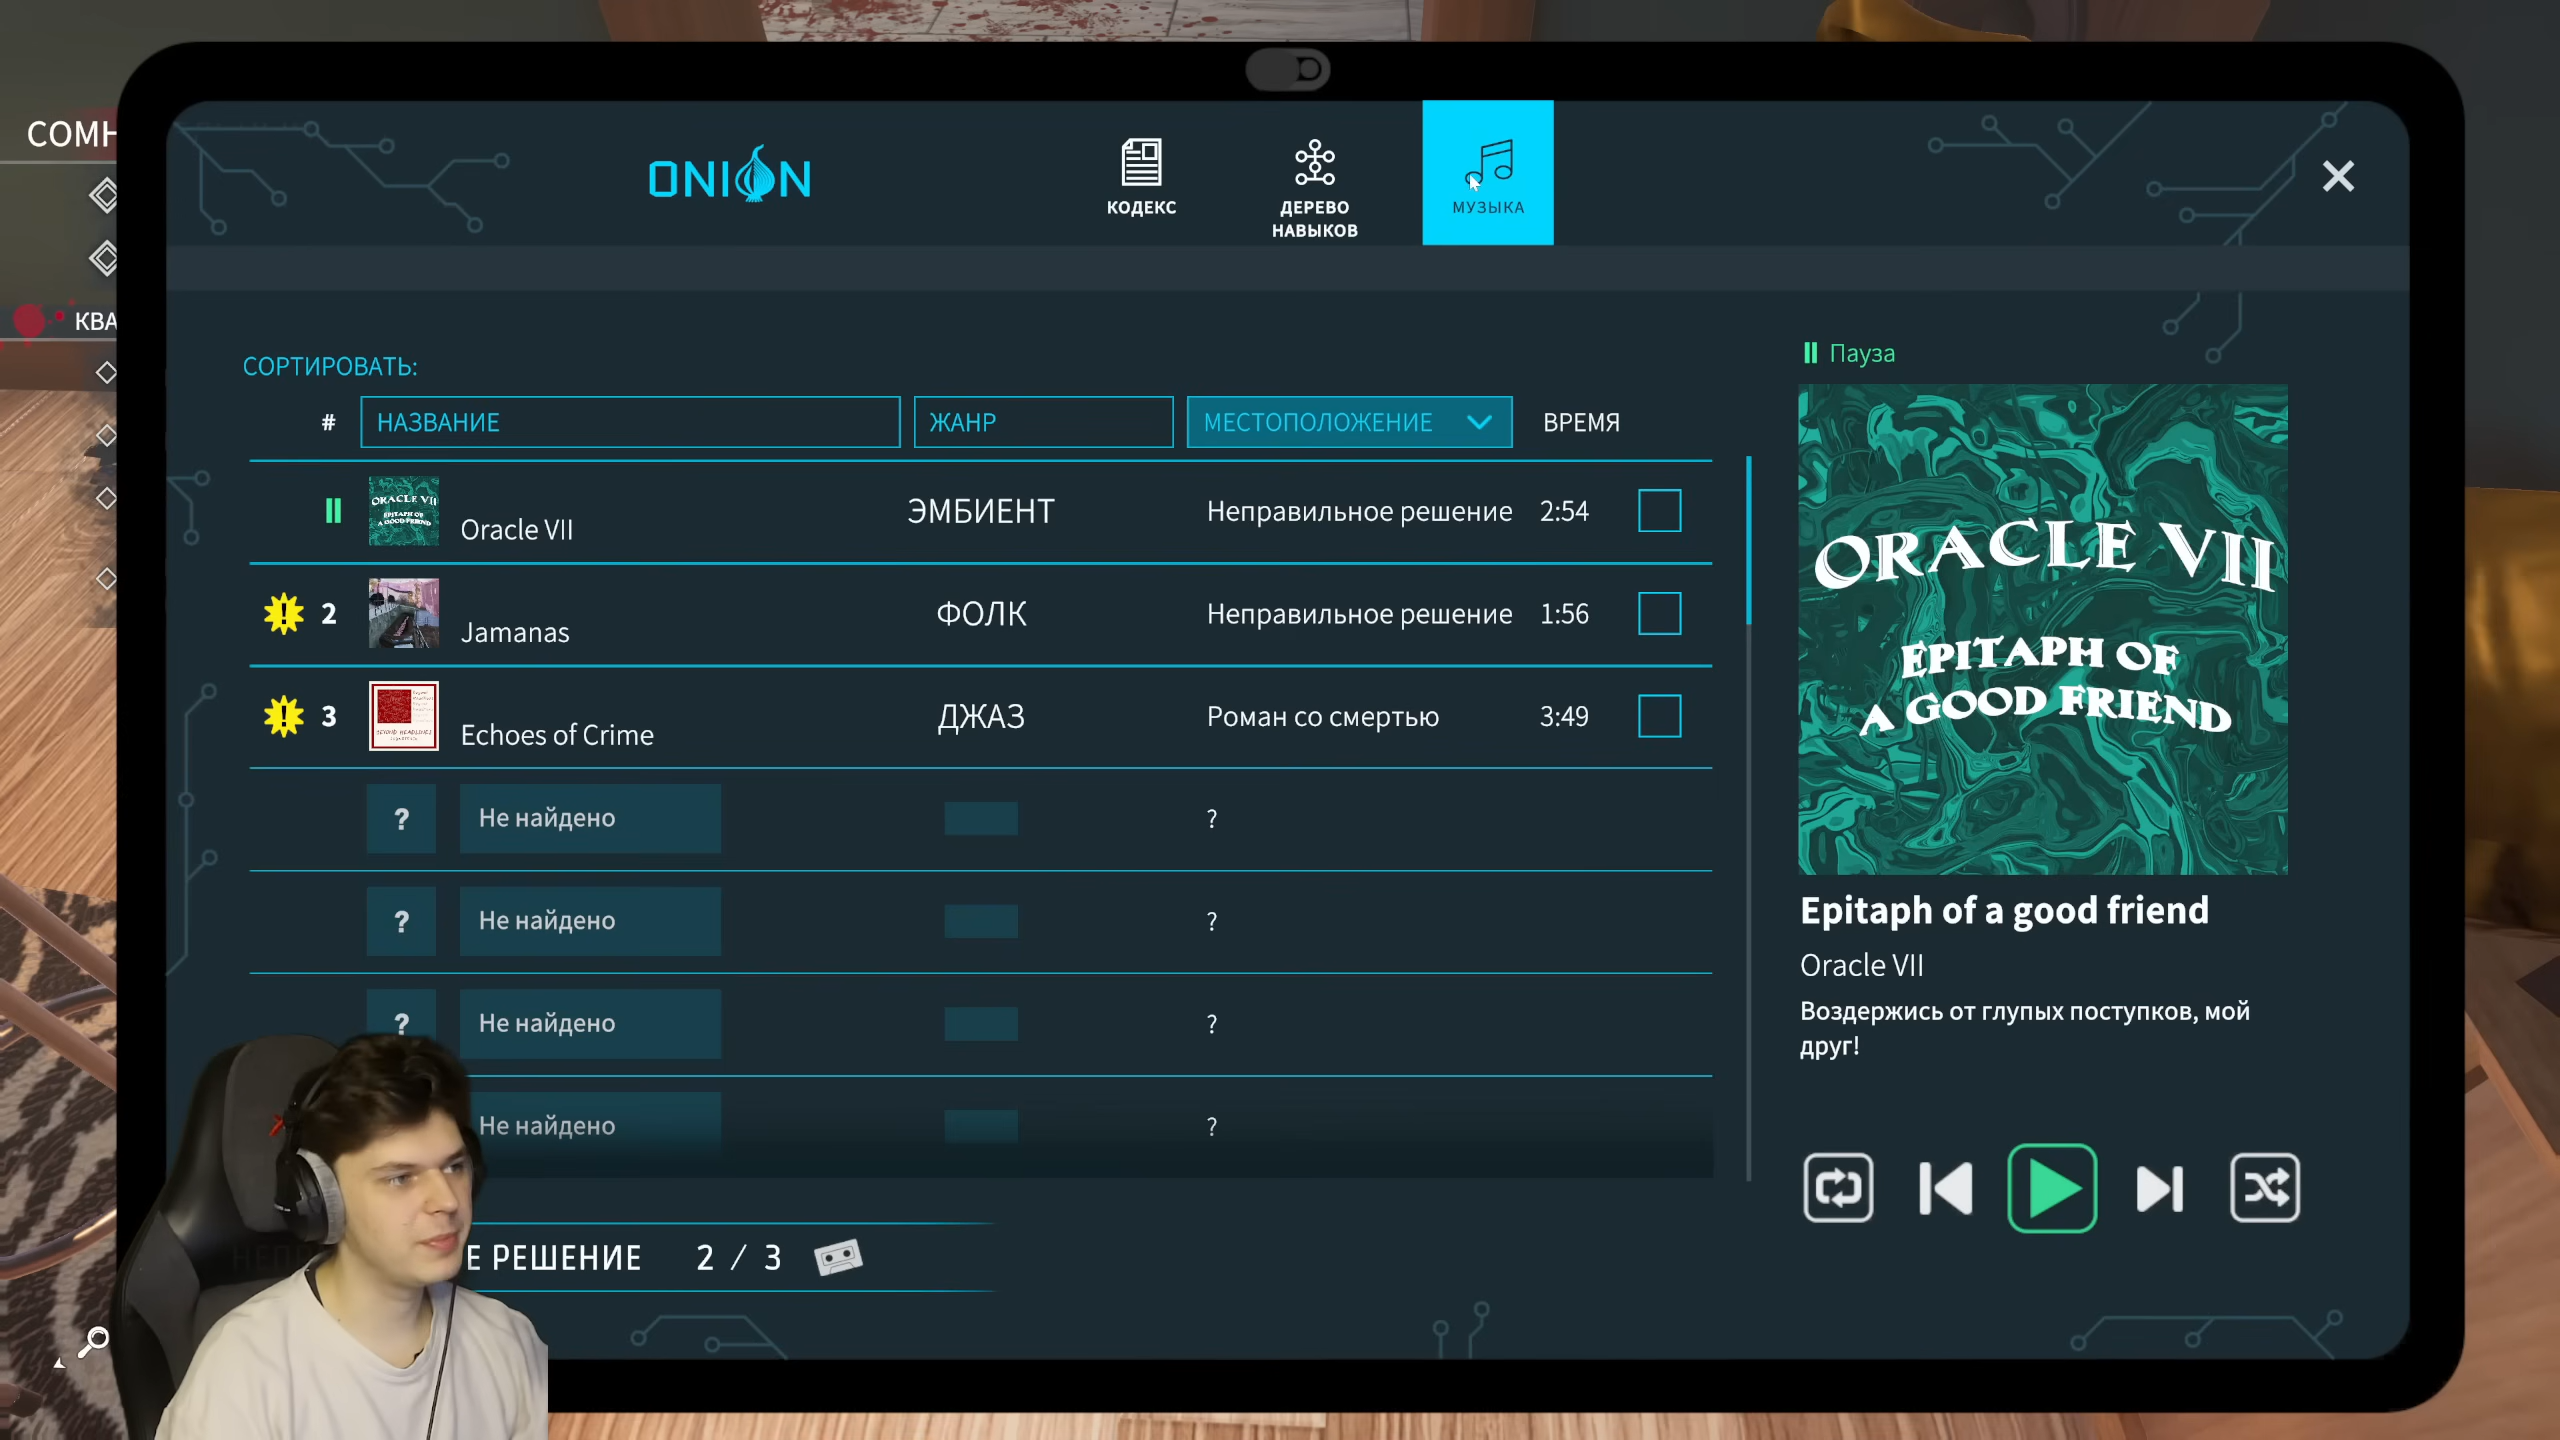 СОМН
КВА
ONION
КОДЕКС
ДЕРЕВО
НАВЫКОВ
МУЗЫКА
СОРТИРОВАТЬ:
# НАЗВАНИЕ ЖАНР МЕСТОПОЛОЖЕНИЕ ВРЕМЯ
Oracle VII ЭМБИЕНТ Неправильное решение 2:54
! 2 Jamanas ФОЛК Неправильное решение 1:56
! 3 Echoes of Crime ДЖАЗ Роман со смертью 3:49
? Не найдено ?
? Не найдено ?
? Не найдено ?
Не найдено ?
Е РЕШЕНИЕ 2 / 3
Пауза
ORACLE VII
EPITAPH OF
A GOOD FRIEND
Epitaph of a good friend
Oracle VII
Воздержись от глупых поступков, мой
друг!